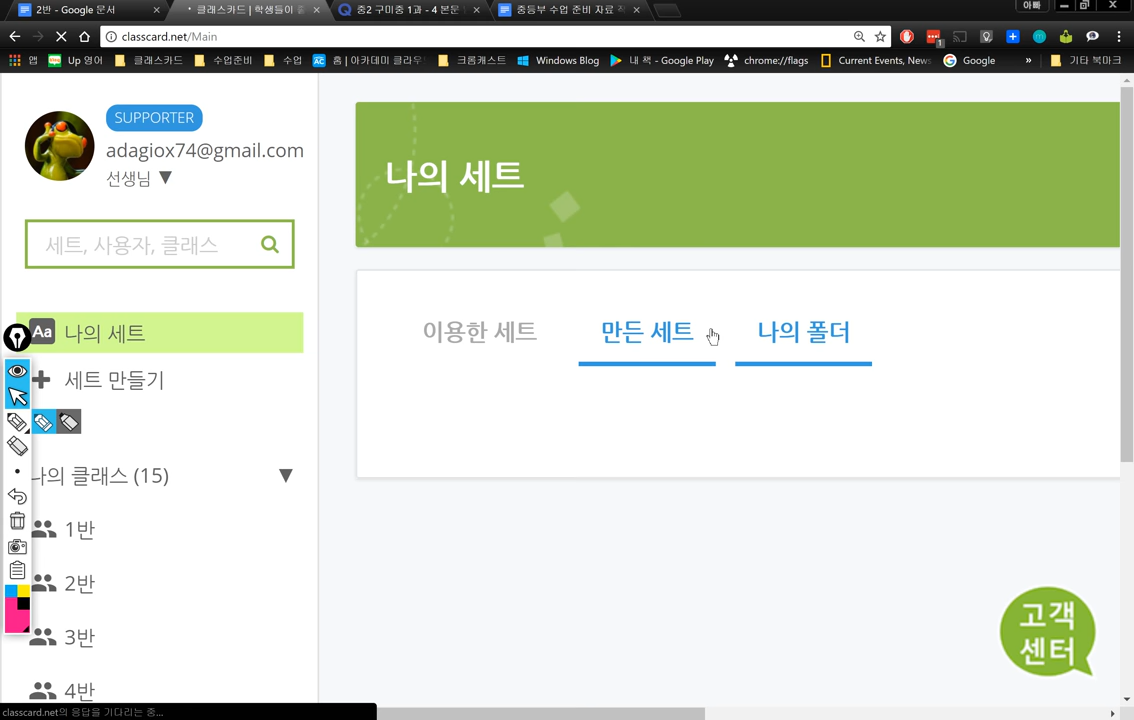 2반 - Google 문서
클래스카드 | 학생들이 좋
중2 구미중 1과 - 4 본문
중등부 수업 준비 자료 작
아빠
classcard.net/Main
1
앱
Up 영어
클래스카드
수업준비
수업
홈 | 아카데미 클라우
크롬캐스트
Windows Blog
내 책 - Google Play
chrome://flags
Current Events, News
Google
»
기타 북마크
SUPPORTER
adagiox74@gmail.com
선생님 ▼
세트, 사용자, 클래스
Aa 나의 세트
세트 만들기
나의 클래스 (15) ▼
1반
2반
3반
4반
나의 세트
이용한 세트
만든 세트
나의 폴더
고객
센터
classcard.net의 응답을 기다리는 중...